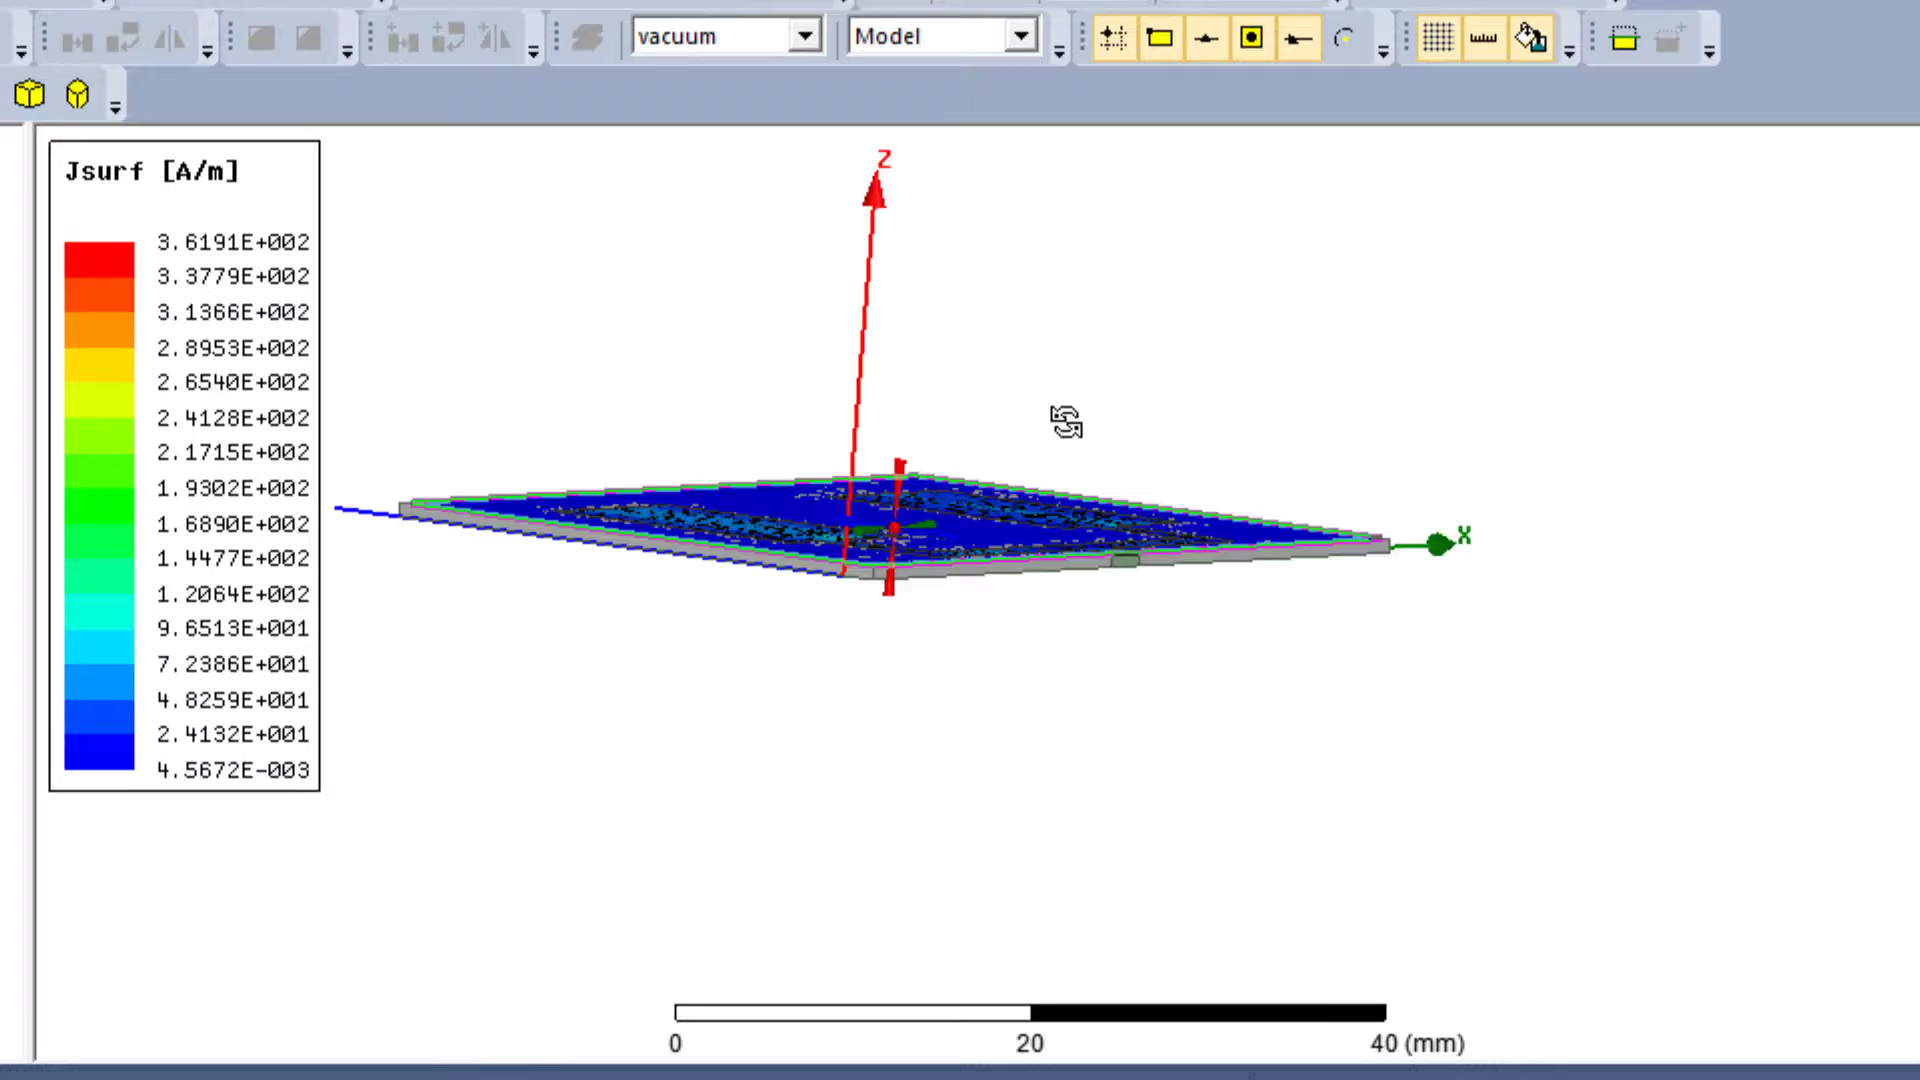 vacuum
Model
Jsurf [A/m]
3.6191E+002
3.3779E+002
3.1366E+002
2.8953E+002
2.6540E+002
2.4128E+002
2.1715E+002
1.9302E+002
1.6890E+002
1.4477E+002
1.2064E+002
9.6513E+001
7.2386E+001
4.8259E+001
2.4132E+001
4.5672E-003
Z
X
0 20 40 (mm)